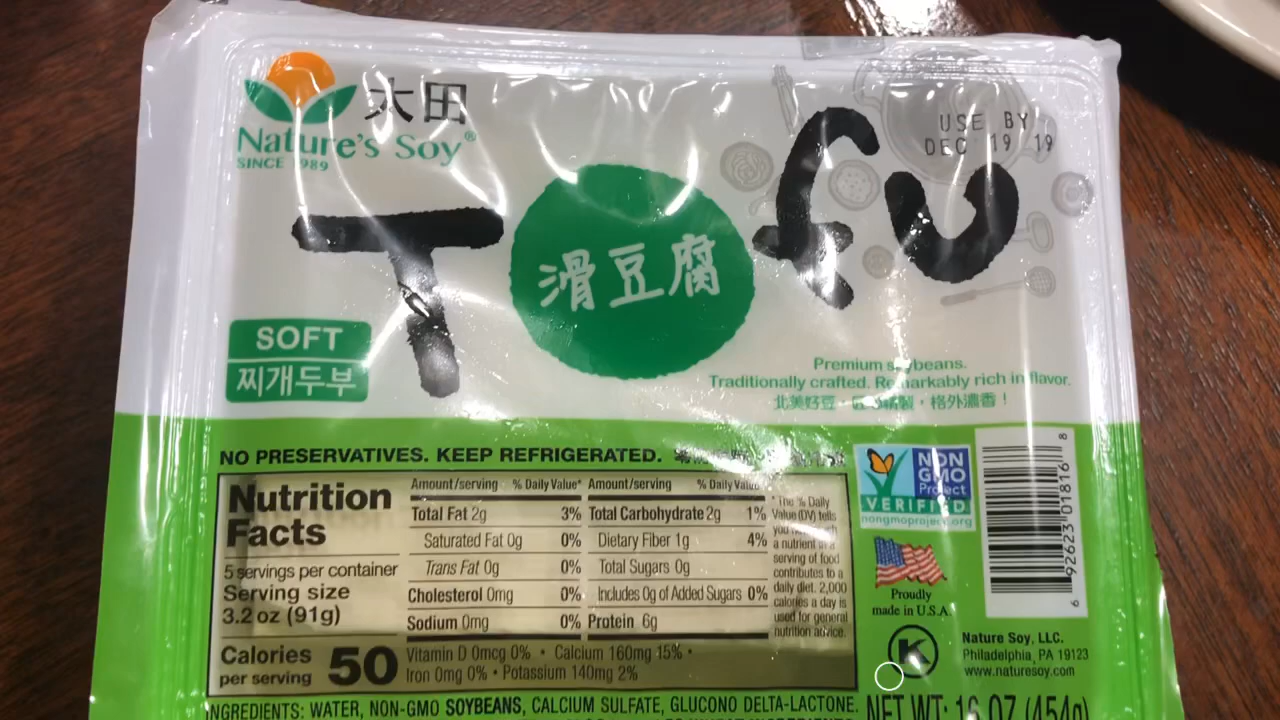 太田
Nature's Soy®
SINCE 1989
USE BY
DEC 19 19
Tofu
滑豆腐
SOFT
찌개두부
Premium soybeans.
Traditionally crafted. Remarkably rich in flavor.
北美好豆,匠心精製,格外濃香!
NO PRESERVATIVES. KEEP REFRIGERATED.
Nutrition
Facts
5 servings per container
Serving size
3.2 oz (91g)
Calories
per serving 50
Amount/serving % Daily Value*
Total Fat 2g 3%
Saturated Fat 0g 0%
Trans Fat 0g 0%
Cholesterol 0mg 0%
Sodium 0mg 0%
Amount/serving % Daily Value
Total Carbohydrate 2g 1%
Dietary Fiber 1g 4%
Total Sugars 0g
Includes 0g of Added Sugars 0%
Protein 6g
Vitamin D 0mcg 0% • Calcium 160mg 15% •
Iron 0mg 0% • Potassium 140mg 2%
* The % Daily
Value (DV) tells
you how much
a nutrient in a
serving of food
contributes to a
daily diet. 2,000
calories a day is
used for general
nutrition advice.
NON
GMO
Project
VERIFIED
nongmoproject.org
Proudly
made in U.S.A.
K
6 92623 01816 8
Nature Soy, LLC.
Philadelphia, PA 19123
www.naturesoy.com
INGREDIENTS: WATER, NON-GMO SOYBEANS, CALCIUM SULFATE, GLUCONO DELTA-LACTONE.
NET WT: 16 OZ (454g)